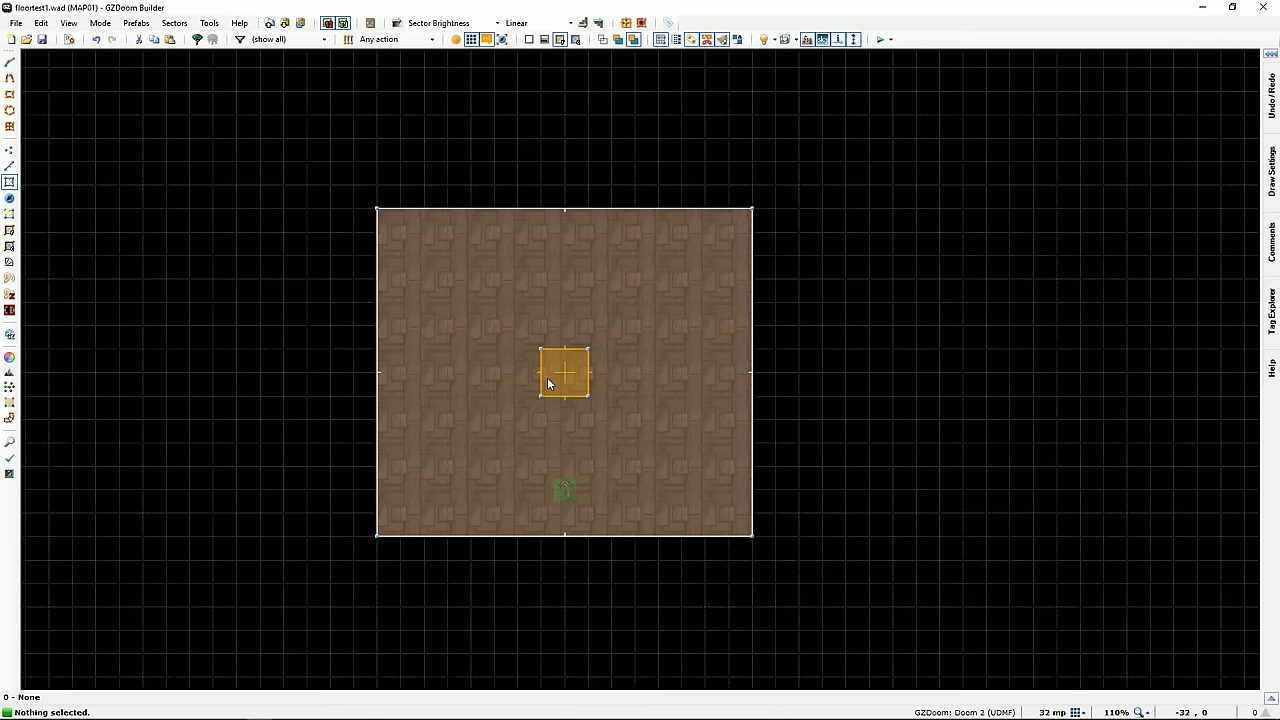 floortest1.wad (MAP01) - GZDoom Builder
File Edit View Mode Prefabs Sectors Tools Help Sector Brightness Linear
(show all) Any action
Undo / Redo
Draw Settings
Comments
Tag Explorer
Help
0 - None
Nothing selected. GZDoom: Doom 2 (UDMF) 32 mp 110% -32 , 0 0